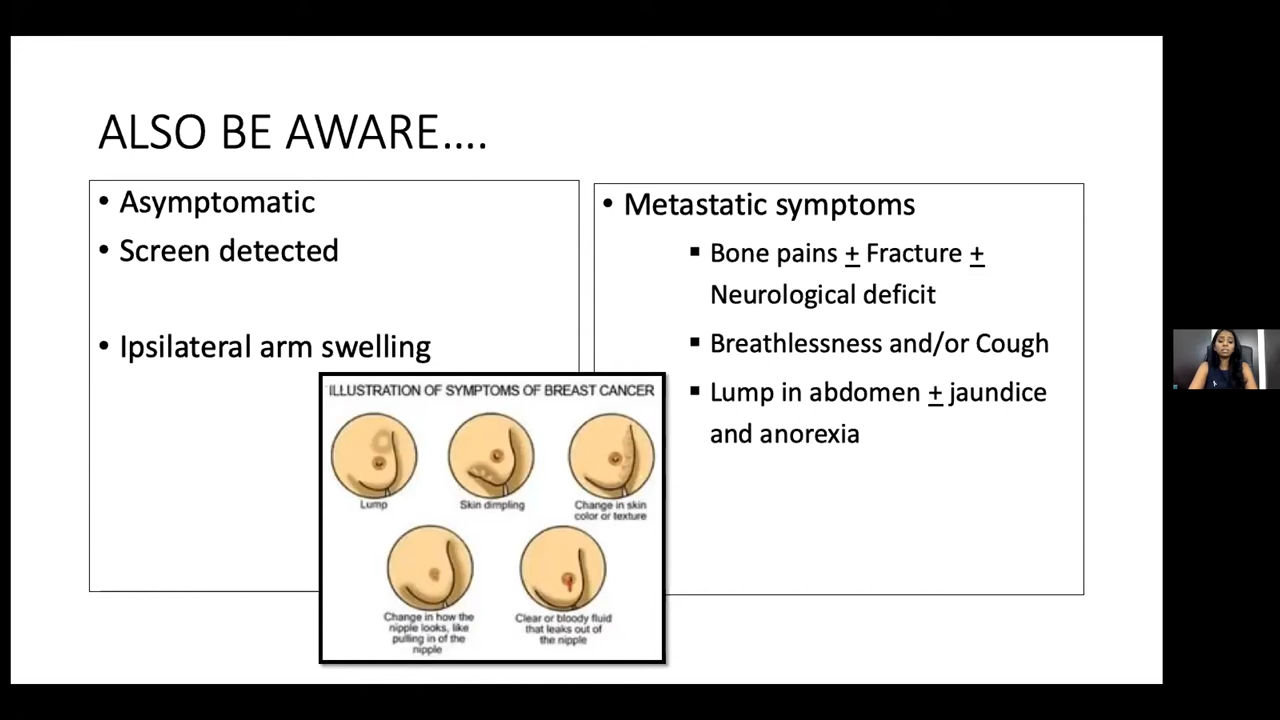 ALSO BE AWARE....
• Asymptomatic
• Screen detected
• Ipsilateral arm swelling
• Metastatic symptoms
▪ Bone pains ± Fracture ±
Neurological deficit
▪ Breathlessness and/or Cough
▪ Lump in abdomen ± jaundice
and anorexia
ILLUSTRATION OF SYMPTOMS OF BREAST CANCER
Lump
Skin dimpling
Change in skin
color or texture
Change in how the
nipple looks, like
pulling in of the
nipple
Clear or bloody fluid
that leaks out of
the nipple